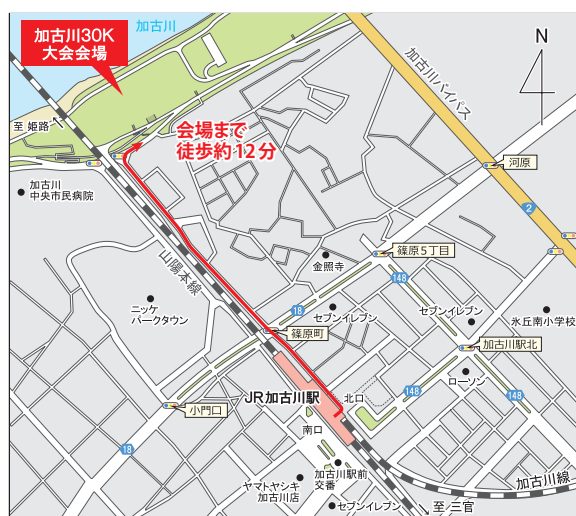 加古川30K
大会会場
加古川
N
加古川バイパス
至 姫路
会場まで
徒歩約12分
河原
加古川
中央市民病院
2
山陽本線
篠原5丁目
金照寺
148
ニッケ
パークタウン
18
セブンイレブン
セブンイレブン
氷丘南小学校
篠原町
加古川駅北
ローソン
148
JR加古川駅
北口
小門口
南口
18
加古川駅前
交番
加古川線
ヤマトヤシキ
加古川店
セブンイレブン
至 三宮